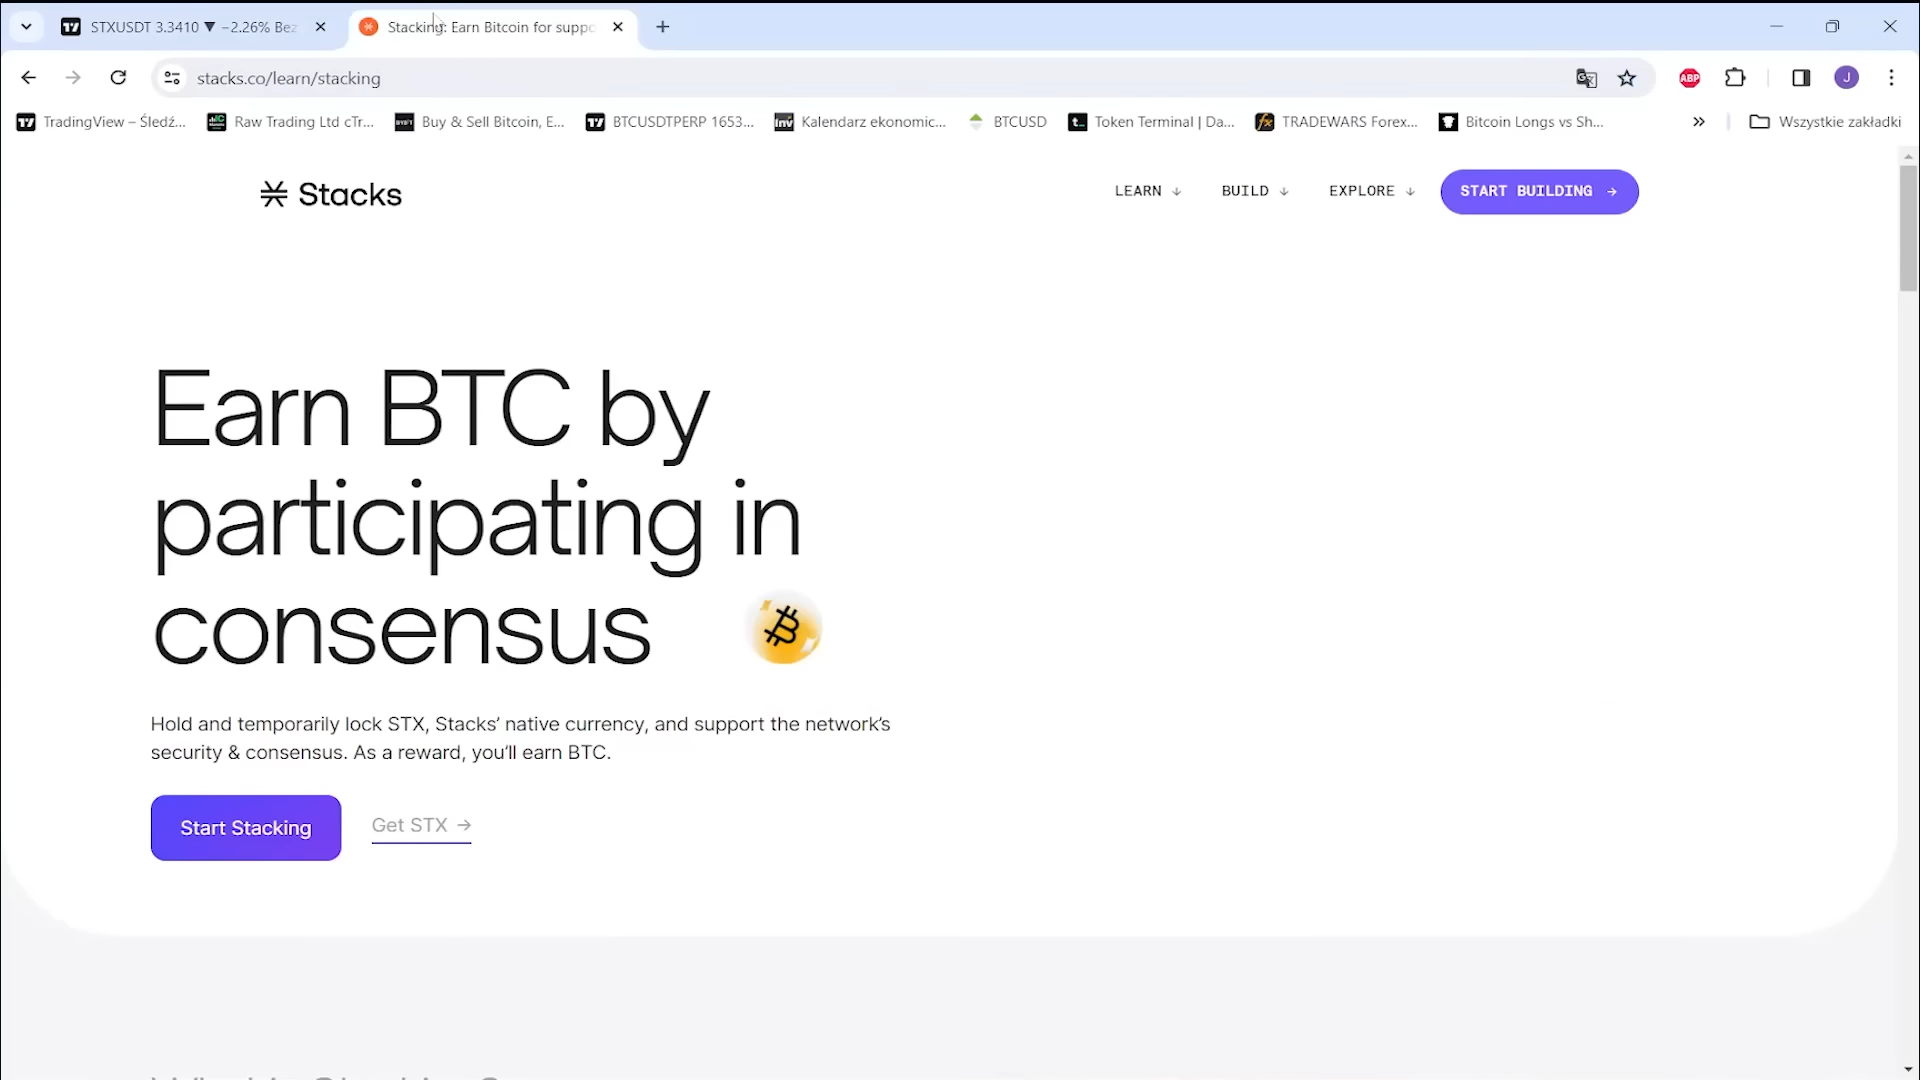 STXUSDT 3.3410 ▼ −2.26% Bez
Stacking: Earn Bitcoin for suppo
stacks.co/learn/stacking
ABP
J
TradingView – Śledź...
Raw Trading Ltd cTr...
Buy & Sell Bitcoin, E...
BTCUSDTPERP 1653...
Kalendarz ekonomic...
BTCUSD
Token Terminal | Da...
TRADEWARS Forex...
Bitcoin Longs vs Sh...
Wszystkie zakładki
Stacks
LEARN ↓
BUILD ↓
EXPLORE ↓
START BUILDING →
Earn BTC by
participating in
consensus
Hold and temporarily lock STX, Stacks’ native currency, and support the network’s
security & consensus. As a reward, you’ll earn BTC.
Start Stacking
Get STX →